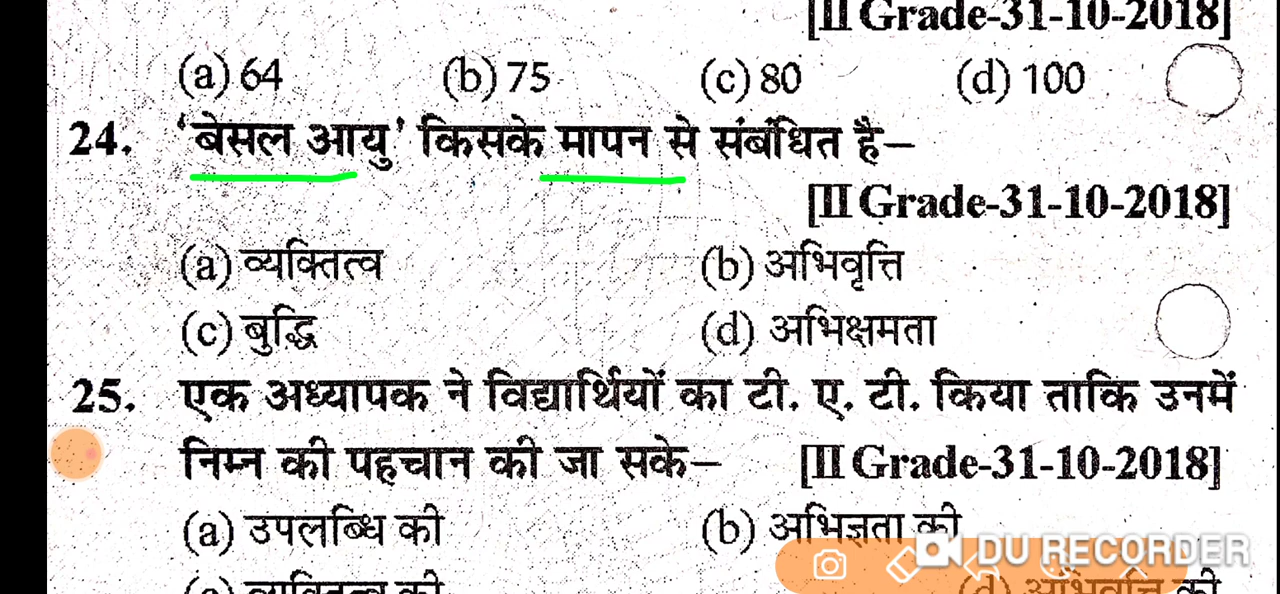 [II Grade-31-10-2018]
(a) 64 (b) 75 (c) 80 (d) 100
24. 'बेसल आयु' किसके मापन से संबंधित है–
[II Grade-31-10-2018]
(a) व्यक्तित्व (b) अभिवृत्ति
(c) बुद्धि (d) अभिक्षमता
25. एक अध्यापक ने विद्यार्थियों का टी. ए. टी. किया ताकि उनमें
निम्न की पहचान की जा सके– [II Grade-31-10-2018]
(a) उपलब्धि की (b) अभिज्ञता की
DU RECORDER
(c) व्यक्तित्व की (d) अभिवृत्ति की